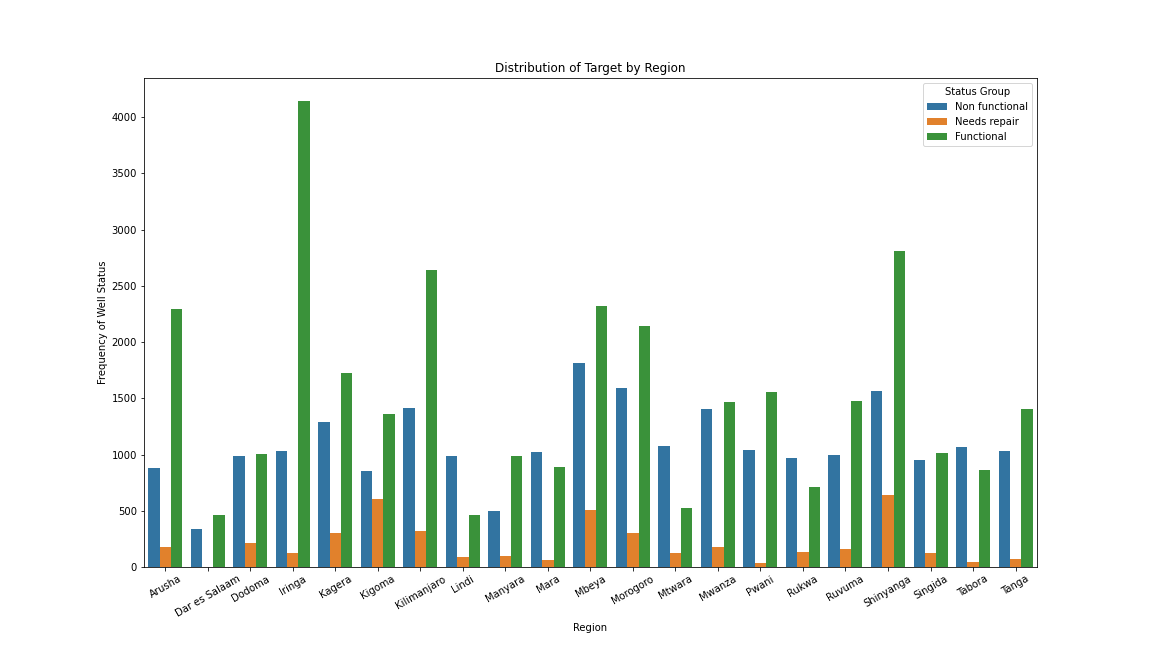 Distribution of Target by Region
Status Group
Non functional
Needs repair
Functional
Frequency of Well Status
4000
3500
3000
2500
2000
1500
1000
500
0
Arusha
Dar es Salaam
Dodoma
Iringa
Kagera
Kigoma
Kilimanjaro
Lindi
Manyara
Mara
Mbeya
Morogoro
Mtwara
Mwanza
Pwani
Rukwa
Ruvuma
Shinyanga
Singida
Tabora
Tanga
Region